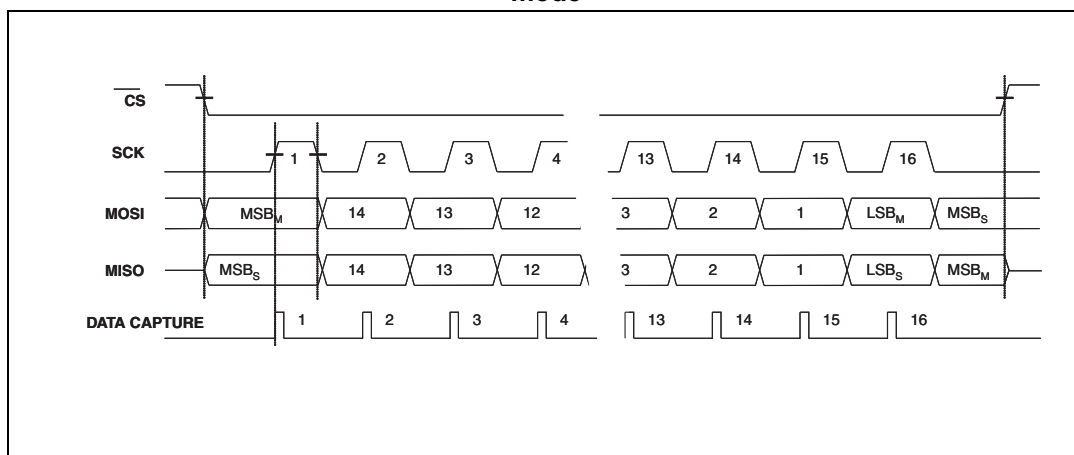 CS
SCK 1 2 3 4 13 14 15 16
MOSI MSBM 14 13 12 3 2 1 LSBM MSBS
MISO MSBS 14 13 12 3 2 1 LSBS MSBM
DATA CAPTURE 1 2 3 4 13 14 15 16